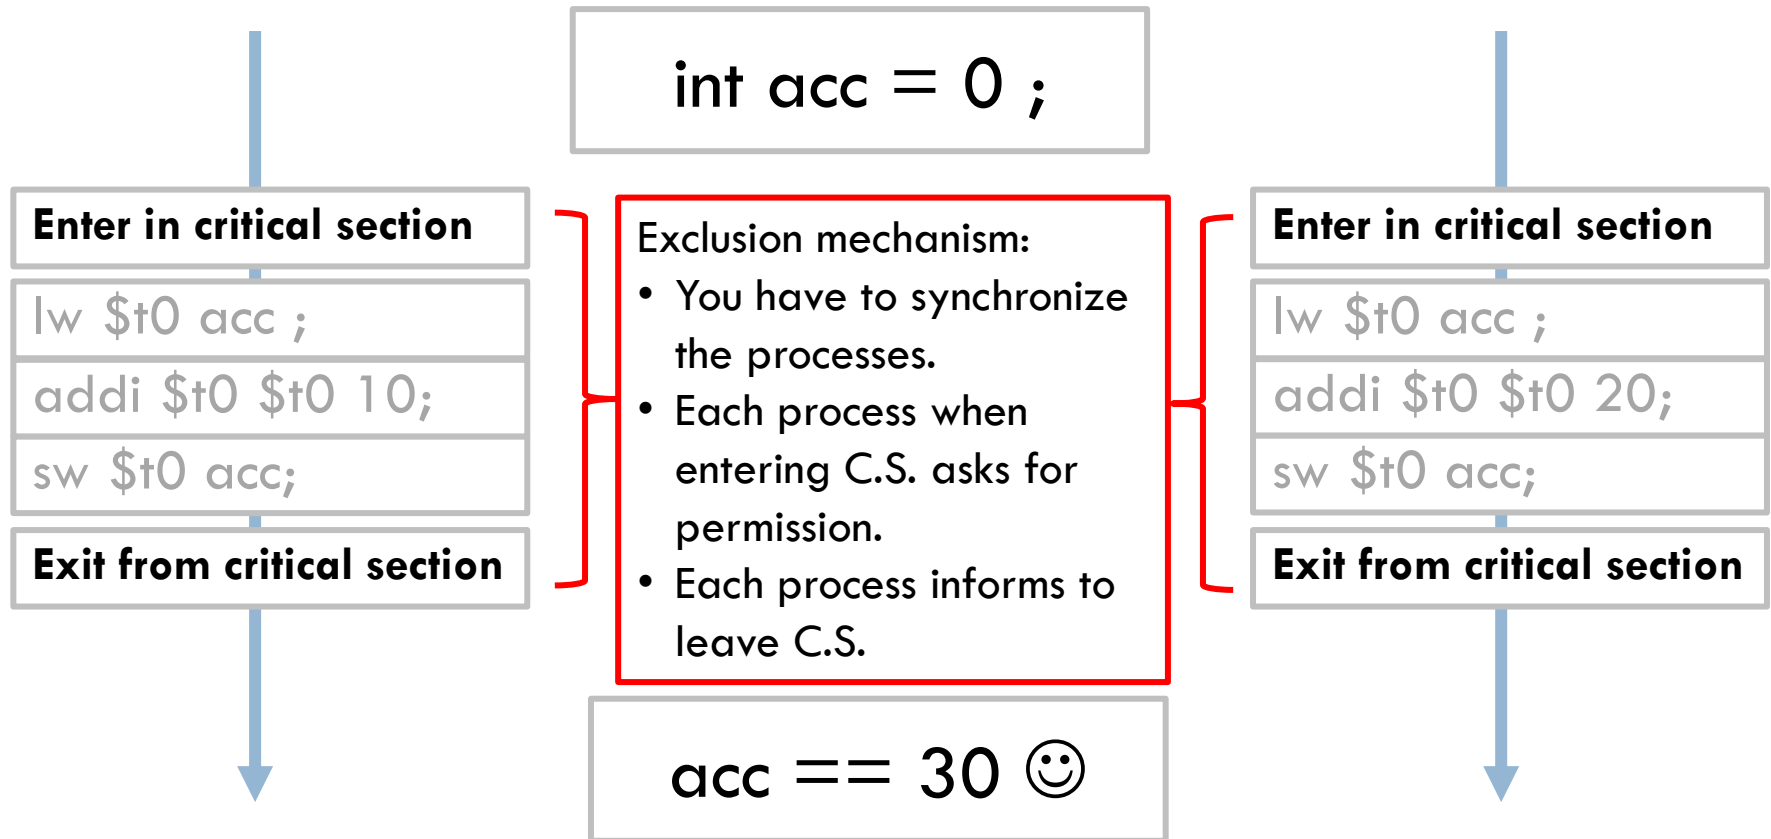 int acc = 0 ;
Enter in critical section
lw $t0 acc ;
addi $t0 $t0 10;
sw $t0 acc;
Exit from critical section
Exclusion mechanism:
• You have to synchronize
the processes.
• Each process when
entering C.S. asks for
permission.
• Each process informs to
leave C.S.
Enter in critical section
lw $t0 acc ;
addi $t0 $t0 20;
sw $t0 acc;
Exit from critical section
acc == 30 ☺